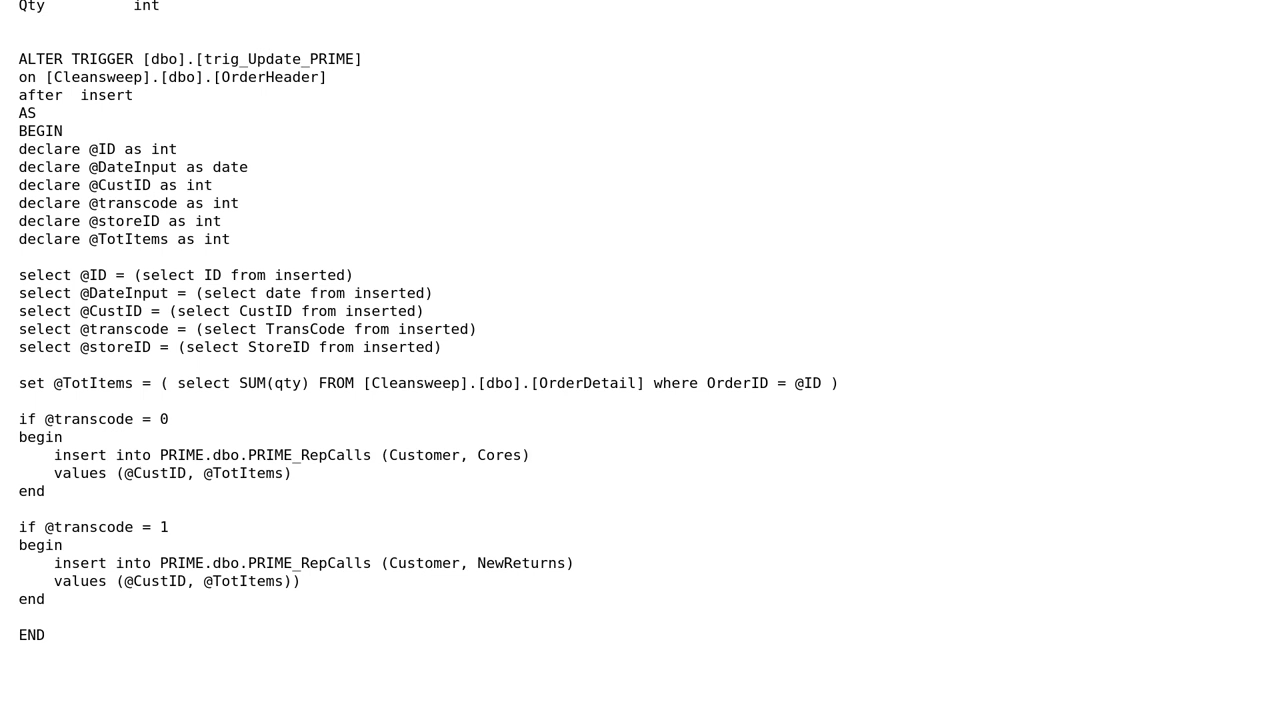 Qty          int
ALTER TRIGGER [dbo].[trig_Update_PRIME]
on [Cleansweep].[dbo].[OrderHeader]
after  insert
AS
BEGIN
declare @ID as int
declare @DateInput as date
declare @CustID as int
declare @transcode as int
declare @storeID as int
declare @TotItems as int
select @ID = (select ID from inserted)
select @DateInput = (select date from inserted)
select @CustID = (select CustID from inserted)
select @transcode = (select TransCode from inserted)
select @storeID = (select StoreID from inserted)
set @TotItems = ( select SUM(qty) FROM [Cleansweep].[dbo].[OrderDetail] where OrderID = @ID )
if @transcode = 0
begin
    insert into PRIME.dbo.PRIME_RepCalls (Customer, Cores)
    values (@CustID, @TotItems)
end
if @transcode = 1
begin
    insert into PRIME.dbo.PRIME_RepCalls (Customer, NewReturns)
    values (@CustID, @TotItems))
end
END